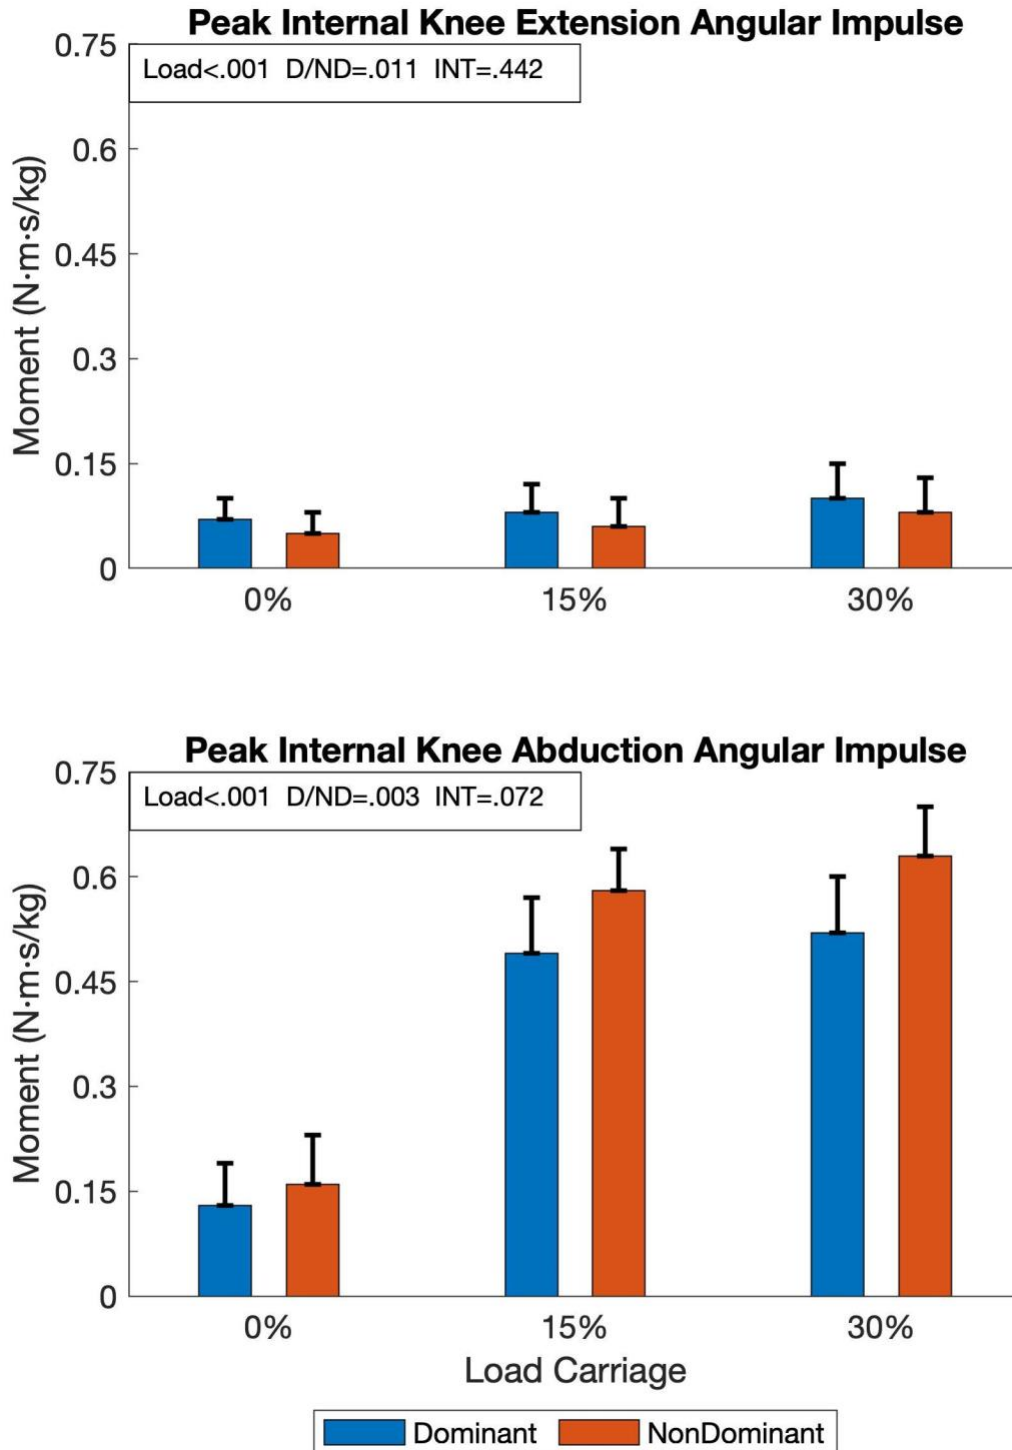 Peak Internal Knee Extension Angular Impulse
Load<.001 D/ND=.011 INT=.442
Moment (N·m·s/kg)
0.75
0.6
0.45
0.3
0.15
0
0% 15% 30%
Peak Internal Knee Abduction Angular Impulse
Load<.001 D/ND=.003 INT=.072
Moment (N·m·s/kg)
0.75
0.6
0.45
0.3
0.15
0
0% 15% 30%
Load Carriage
Dominant NonDominant